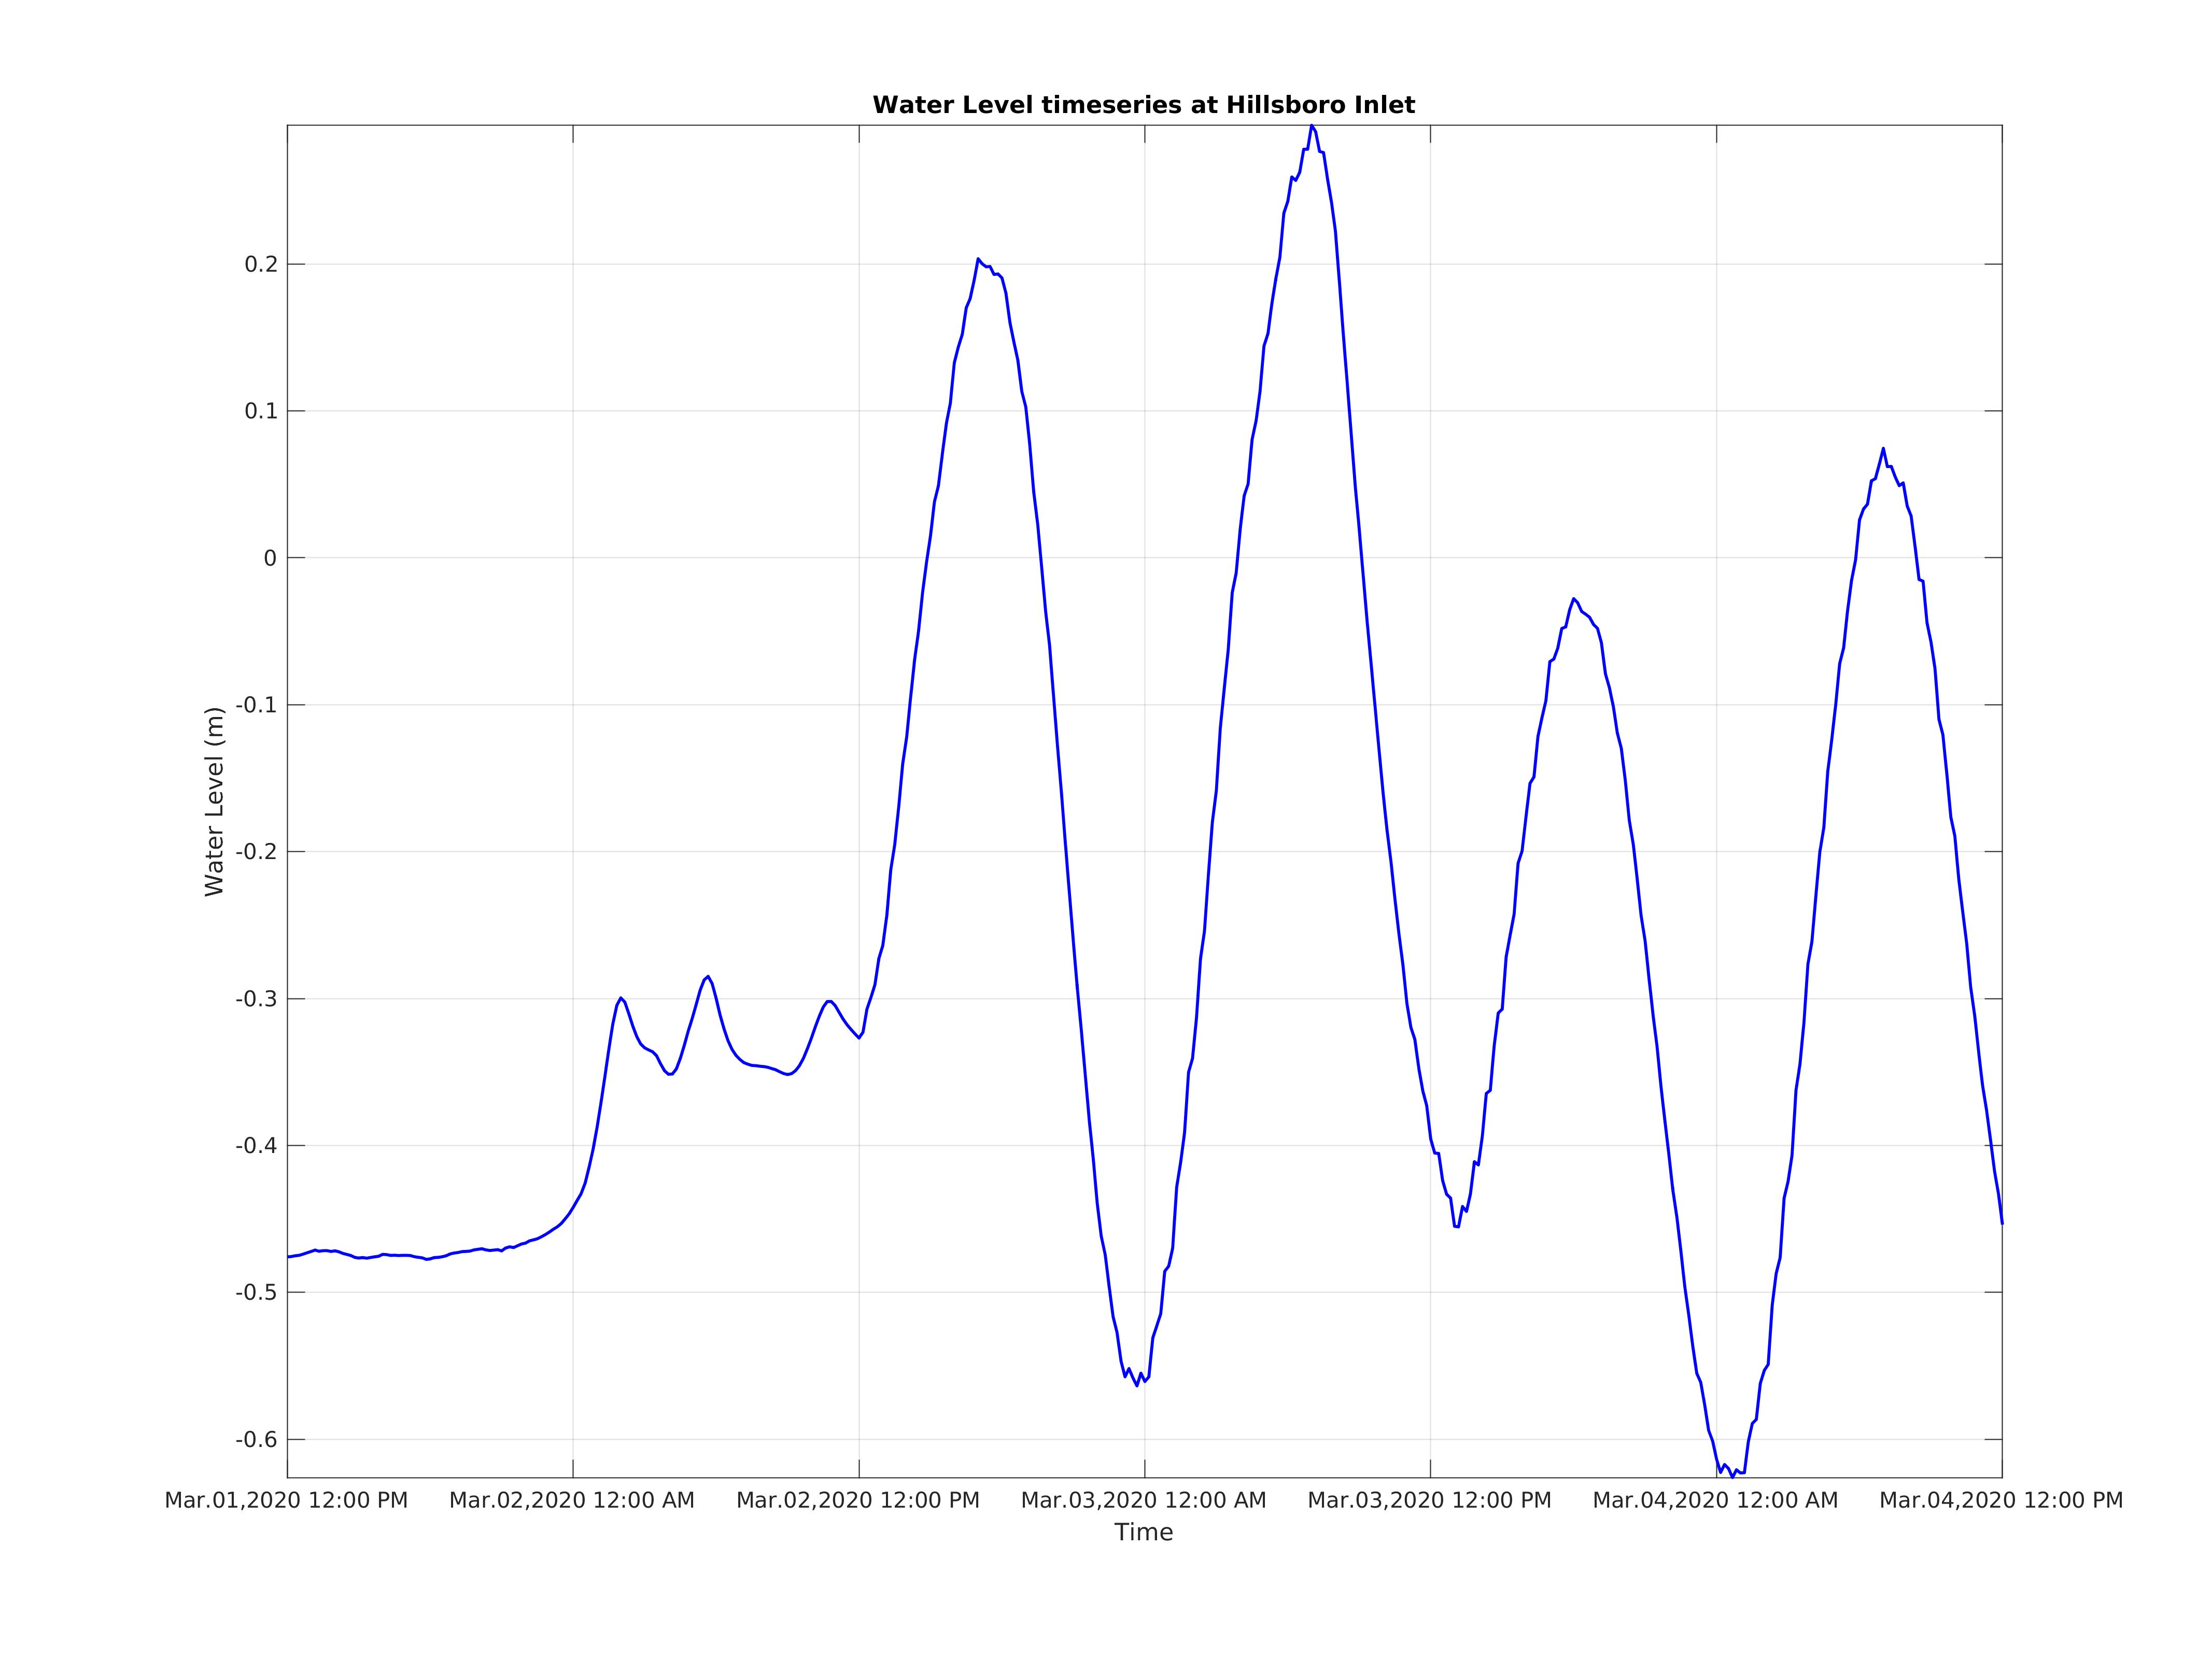 Water Level timeseries at Hillsboro Inlet
0.2
0.1
0
-0.1
-0.2
-0.3
-0.4
-0.5
-0.6
Water Level (m)
Mar.01,2020 12:00 PM Mar.02,2020 12:00 AM Mar.02,2020 12:00 PM Mar.03,2020 12:00 AM Mar.03,2020 12:00 PM Mar.04,2020 12:00 AM Mar.04,2020 12:00 PM
Time